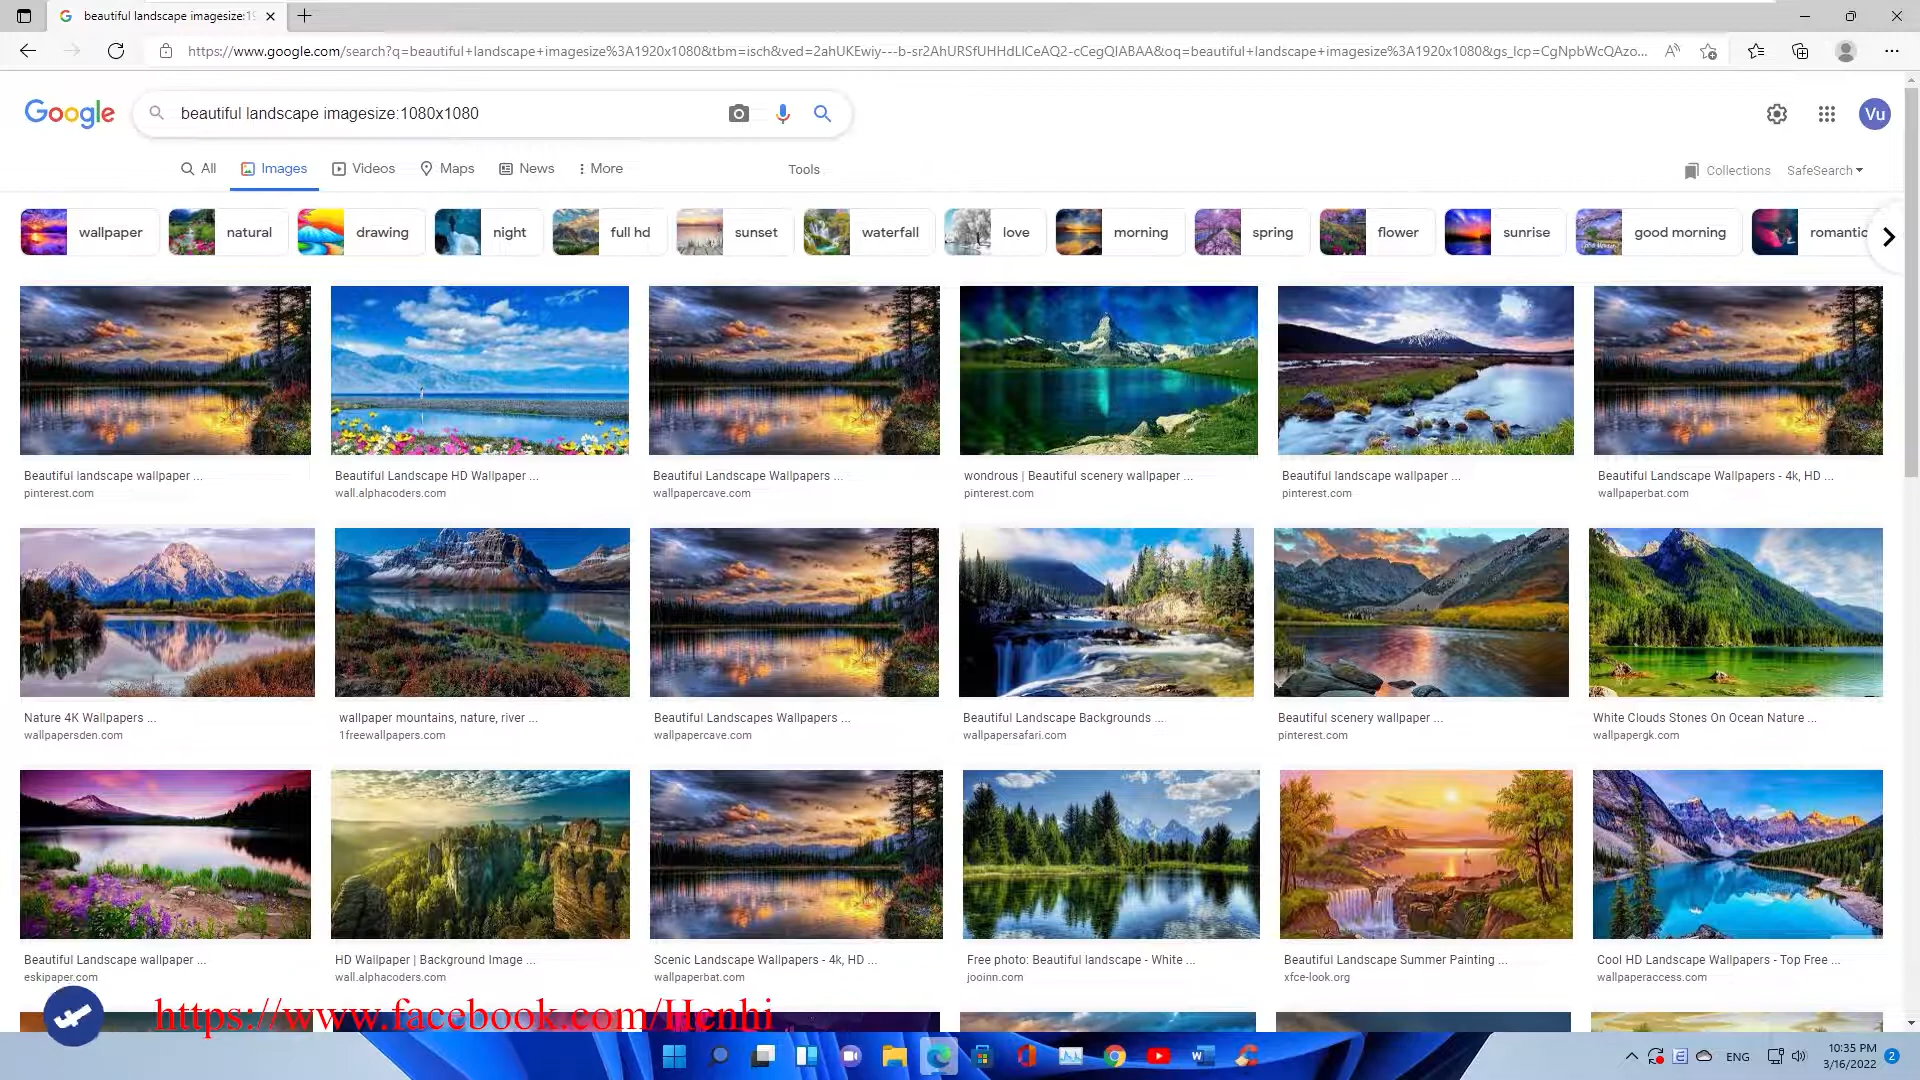 beautiful landscape imagesize:19
https://www.google.com/search?q=beautiful+landscape+imagesize%3A1920x1080&tbm=isch&ved=2ahUKEwiy---b-sr2AhURSfUHHdLICeAQ2-cCegQIABAA&oq=beautiful+landscape+imagesize%3A1920x1080&gs_lcp=CgNpbWcQAzo...
Google
beautiful landscape imagesize:1080x1080
Vu
All Images Videos Maps News More Tools
Collections SafeSearch
wallpaper natural drawing night full hd sunset waterfall love morning spring flower sunrise good morning romantic
Beautiful landscape wallpaper ... Beautiful Landscape HD Wallpaper ... Beautiful Landscape Wallpapers ... wondrous | Beautiful scenery wallpaper ... Beautiful landscape wallpaper ... Beautiful Landscape Wallpapers - 4k, HD ...
pinterest.com wall.alphacoders.com wallpapercave.com pinterest.com pinterest.com wallpaperbat.com
Nature 4K Wallpapers ... wallpaper mountains, nature, river ... Beautiful Landscapes Wallpapers ... Beautiful Landscape Backgrounds ... Beautiful scenery wallpaper ... White Clouds Stones On Ocean Nature ...
wallpapersden.com 1freewallpapers.com wallpapercave.com wallpapersafari.com pinterest.com wallpapergk.com
Beautiful Landscape wallpaper ... HD Wallpaper | Background Image ... Scenic Landscape Wallpapers - 4k, HD ... Free photo: Beautiful landscape - White ... Beautiful Landscape Summer Painting ... Cool HD Landscape Wallpapers - Top Free ...
eskipaper.com wall.alphacoders.com wallpaperbat.com jooinn.com xfce-look.org wallpaperaccess.com
https://www.facebook.com/Henhi
ENG
10:35 PM
3/16/2022
2